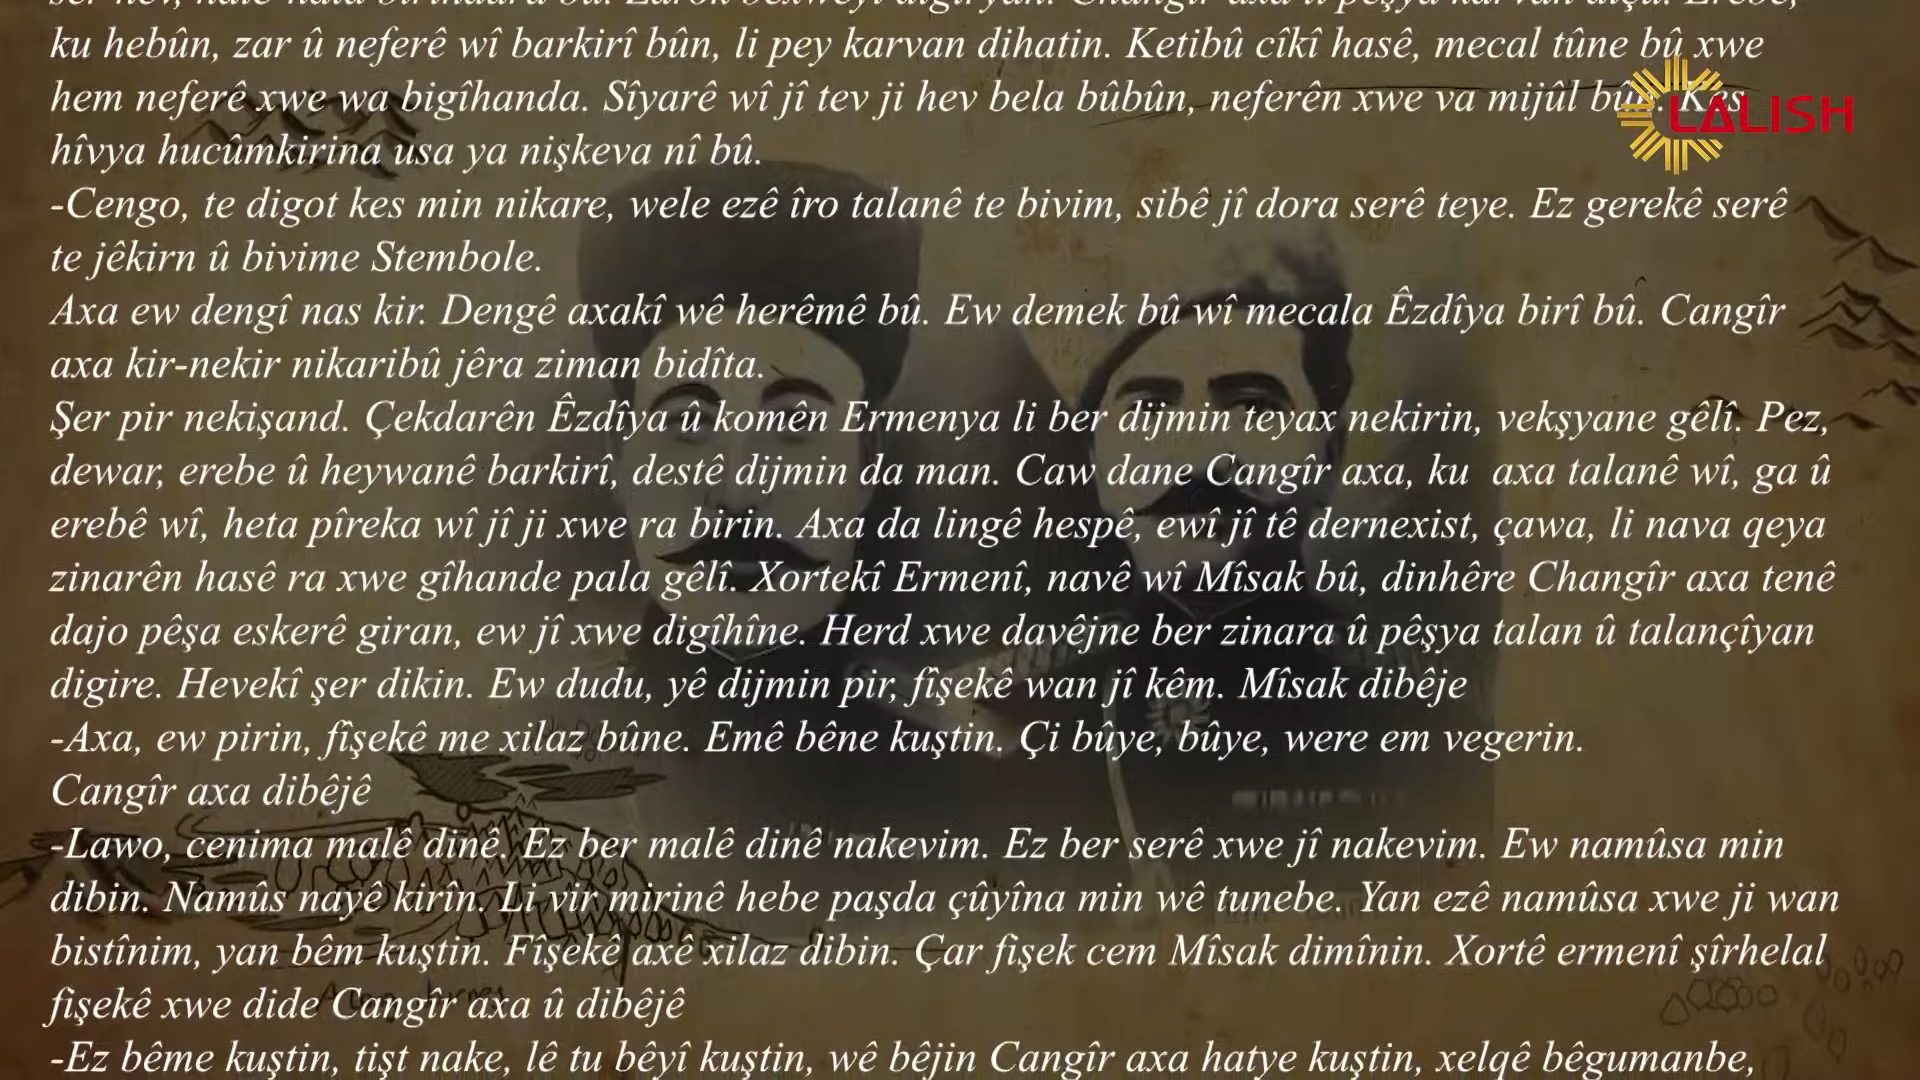 ku hebûn, zar û neferê wî barkirî bûn, li pey karvan dihatin. Ketibû cîkî hasê, mecal tûne bû xwe
hem neferê xwe wa bigîhanda. Sîyarê wî jî tev ji hev bela bûbûn, neferên xwe va mijûl bûn. Kes
LALISH
hîvya hucûmkirina usa ya nişkeva nî bû.
-Cengo, te digot kes min nikare, wele ezê îro talanê te bivim, sibê jî dora serê teye. Ez gerekê serê
te jêkirn û bivime Stembole.
Axa ew dengî nas kir. Dengê axakî wê herêmê bû. Ew demek bû wî mecala Êzdîya birî bû. Cangîr
axa kir-nekir nikaribû jêra ziman bidîta.
Şer pir nekişand. Çekdarên Êzdîya û komên Ermenya li ber dijmin teyax nekirin, vekşyane gêlî. Pez,
dewar, erebe û heywanê barkirî, destê dijmin da man. Caw dane Cangîr axa, ku axa talanê wî, ga û
erebê wî, heta pîreka wî jî ji xwe ra birin. Axa da lingê hespê, ewî jî tê dernexist, çawa, li nava qeya
zinarên hasê ra xwe gîhande pala gêlî. Xortekî Ermenî, navê wî Mîsak bû, dinhêre Changîr axa tenê
dajo pêşa eskerê giran, ew jî xwe digîhîne. Herd xwe davêjne ber zinara û pêşya talan û talançîyan
digire. Hevekî şer dikin. Ew dudu, yê dijmin pir, fîşekê wan jî kêm. Mîsak dibêje
-Axa, ew pirin, fîşekê me xilaz bûne. Emê bêne kuştin. Çi bûye, bûye, were em vegerin.
Cangîr axa dibêjê
-Lawo, cenima malê dinê. Ez ber malê dinê nakevim. Ez ber serê xwe jî nakevim. Ew namûsa min
dibin. Namûs nayê kirîn. Li vir mirinê hebe paşda çûyîna min wê tunebe. Yan ezê namûsa xwe ji wan
bistînim, yan bêm kuştin. Fîşekê axê xilaz dibin. Çar fişek cem Mîsak dimînin. Xortê ermenî şîrhelal
fişekê xwe dide Cangîr axa û dibêjê
-Ez bême kuştin, tişt nake, lê tu bêyî kuştin, wê bêjin Cangîr axa hatye kuştin, xelqê bêgumanbe,